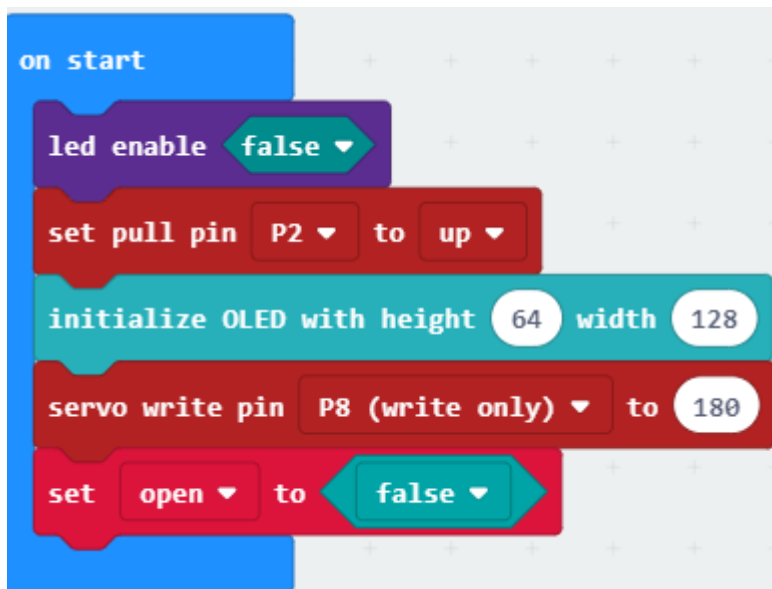 on start
led enable false
set pull pin P2 to up
initialize OLED with height 64 width 128
servo write pin P8 (write only) to 180
set open to false